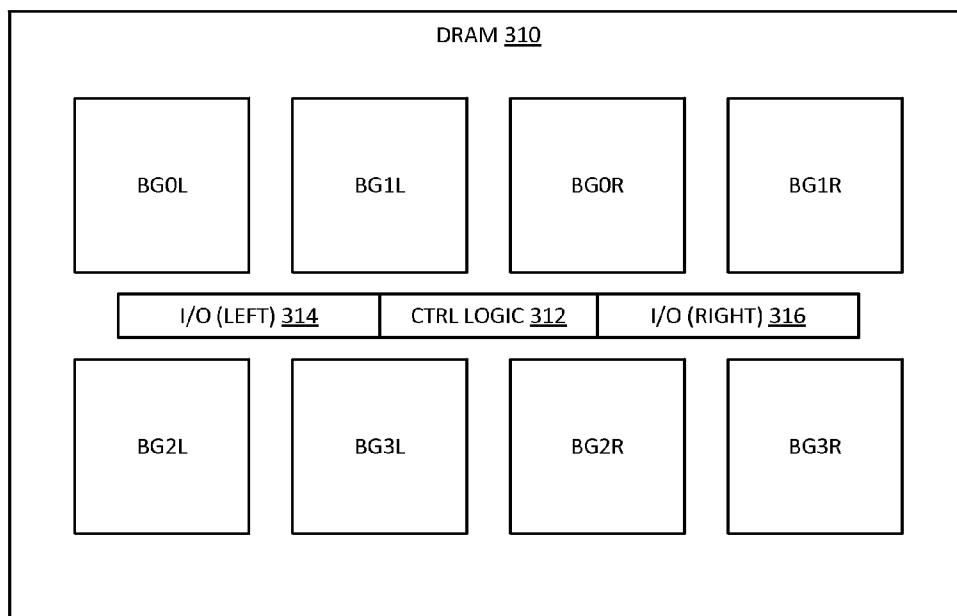 DRAM 310
BG0L BG1L BG0R BG1R
I/O (LEFT) 314 CTRL LOGIC 312 I/O (RIGHT) 316
BG2L BG3L BG2R BG3R